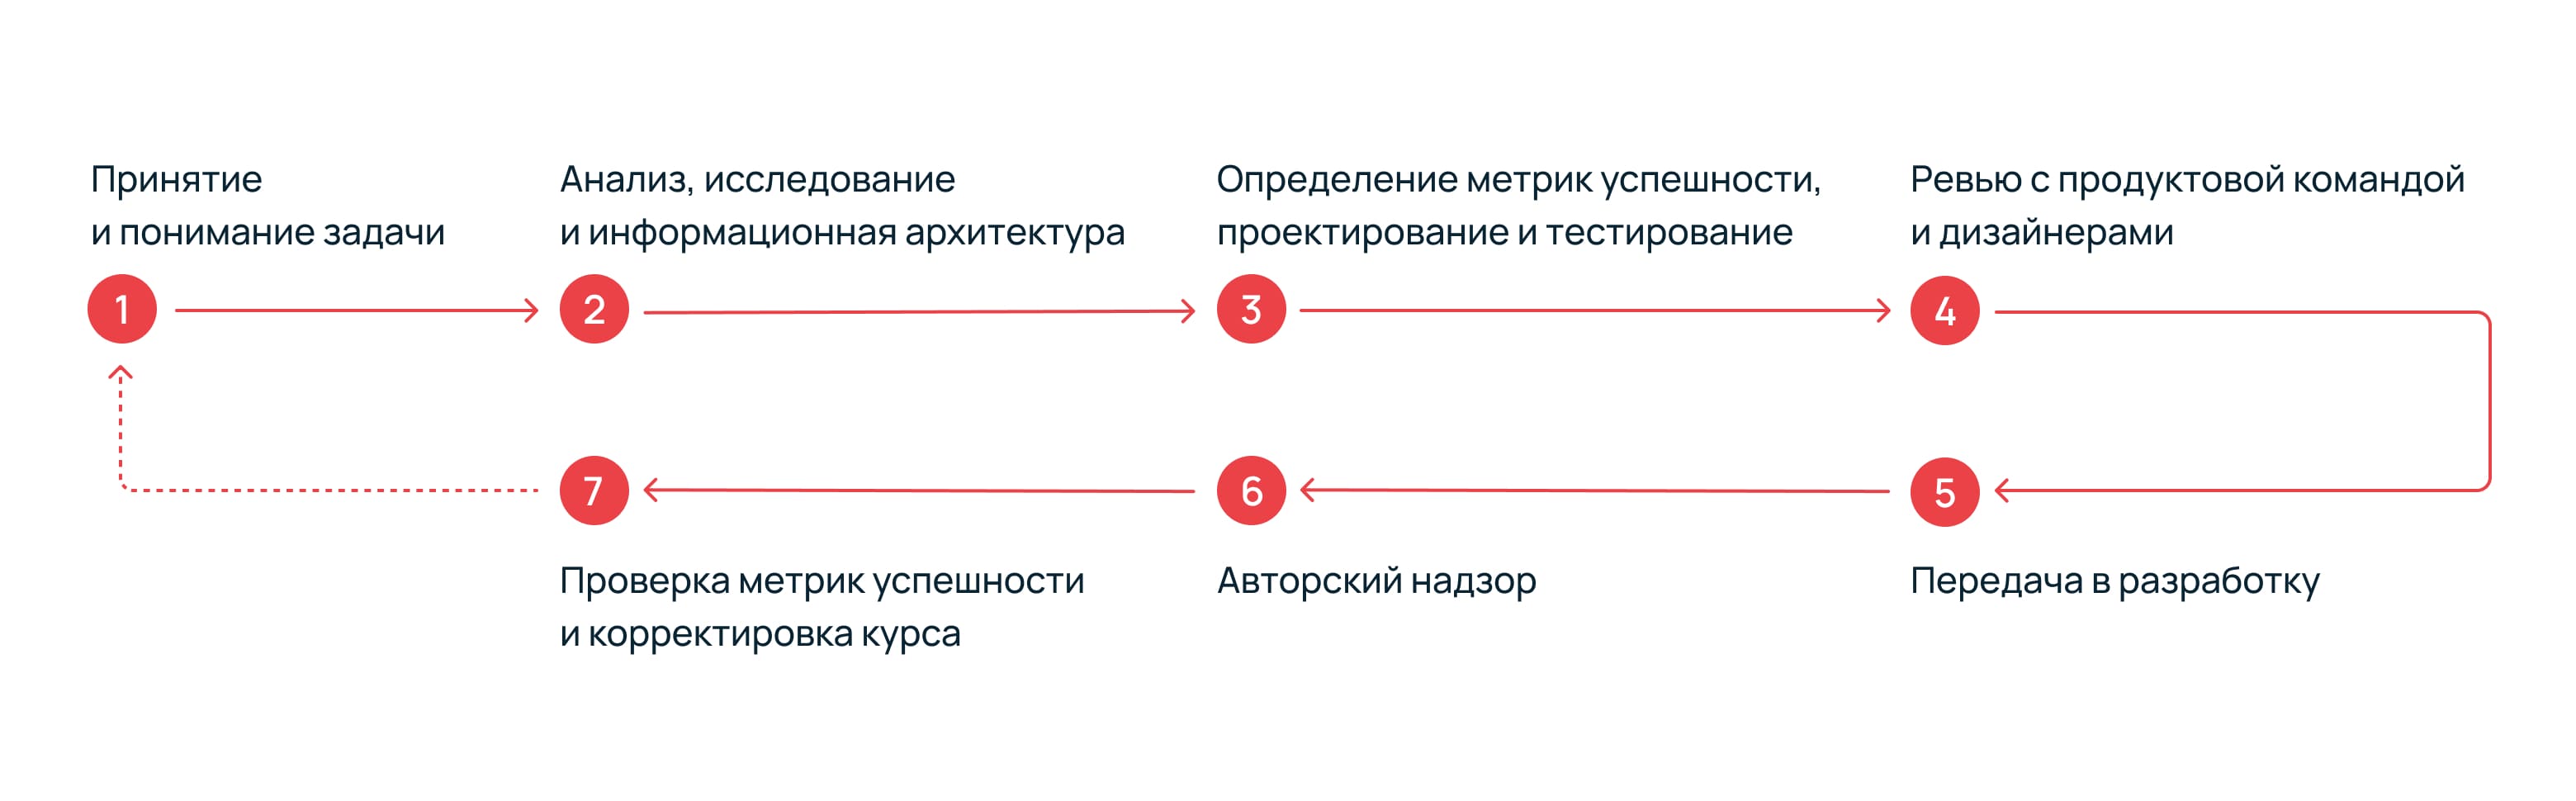 Принятие
и понимание задачи
1
Анализ, исследование
и информационная архитектура
2
Определение метрик успешности,
проектирование и тестирование
3
Ревью с продуктовой командой
и дизайнерами
4
5
Передача в разработку
6
Авторский надзор
7
Проверка метрик успешности
и корректировка курса